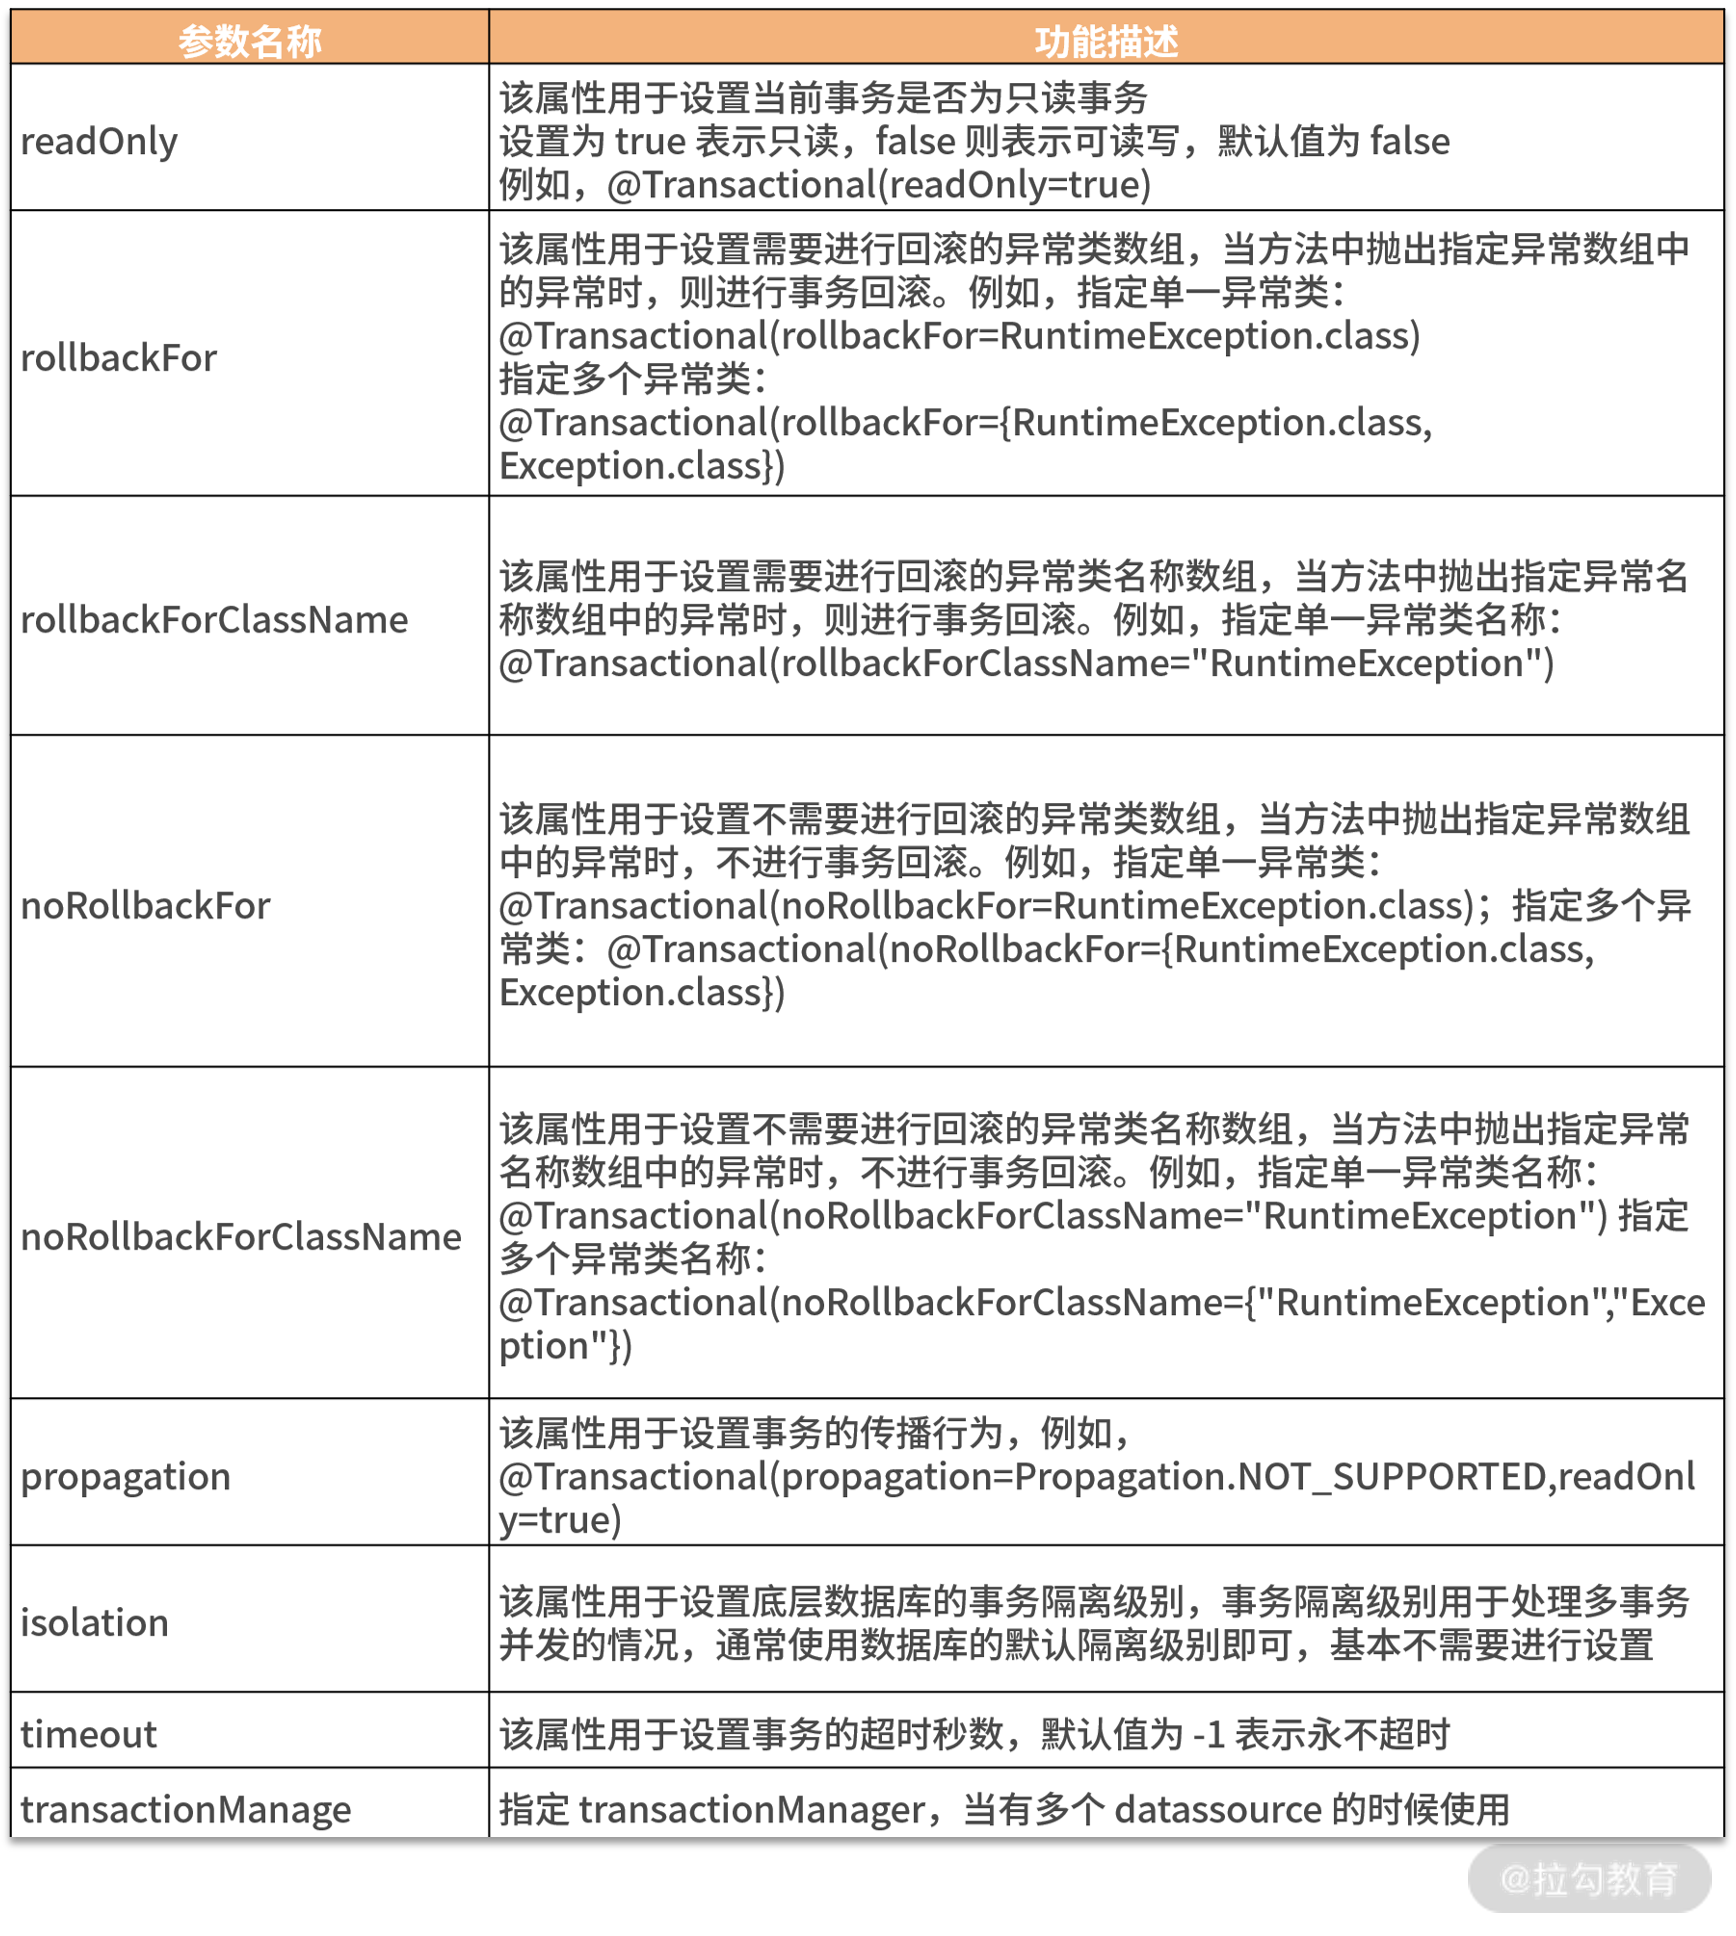 参数名称
功能描述
readOnly
该属性用于设置当前事务是否为只读事务
设置为 true 表示只读，false 则表示可读写，默认值为 false
例如，@Transactional(readOnly=true)
rollbackFor
该属性用于设置需要进行回滚的异常类数组，当方法中抛出指定异常数组中
的异常时，则进行事务回滚。例如，指定单一异常类：
@Transactional(rollbackFor=RuntimeException.class)
指定多个异常类：
@Transactional(rollbackFor={RuntimeException.class,
Exception.class})
rollbackForClassName
该属性用于设置需要进行回滚的异常类名称数组，当方法中抛出指定异常名
称数组中的异常时，则进行事务回滚。例如，指定单一异常类名称：
@Transactional(rollbackForClassName="RuntimeException")
noRollbackFor
该属性用于设置不需要进行回滚的异常类数组，当方法中抛出指定异常数组
中的异常时，不进行事务回滚。例如，指定单一异常类：
@Transactional(noRollbackFor=RuntimeException.class)；指定多个异
常类：@Transactional(noRollbackFor={RuntimeException.class,
Exception.class})
noRollbackForClassName
该属性用于设置不需要进行回滚的异常类名称数组，当方法中抛出指定异常
名称数组中的异常时，不进行事务回滚。例如，指定单一异常类名称：
@Transactional(noRollbackForClassName="RuntimeException") 指定
多个异常类名称：
@Transactional(noRollbackForClassName={"RuntimeException","Exce
ption"})
propagation
该属性用于设置事务的传播行为，例如，
@Transactional(propagation=Propagation.NOT_SUPPORTED,readOnl
y=true)
isolation
该属性用于设置底层数据库的事务隔离级别，事务隔离级别用于处理多事务
并发的情况，通常使用数据库的默认隔离级别即可，基本不需要进行设置
timeout
该属性用于设置事务的超时秒数，默认值为 -1 表示永不超时
transactionManage
指定 transactionManager，当有多个 datassource 的时候使用
@拉勾教育